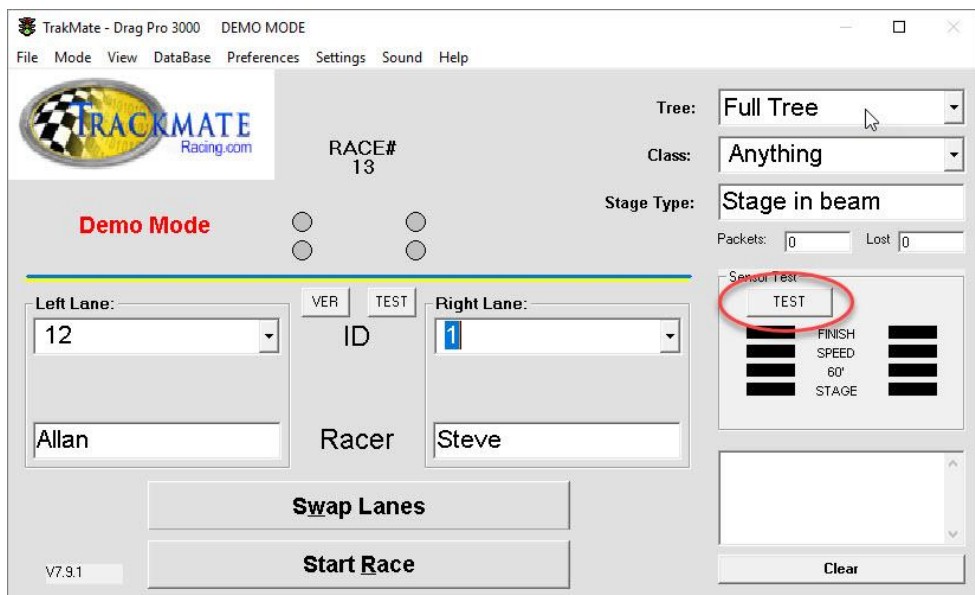 TrakMate - Drag Pro 3000 DEMO MODE
File Mode View DataBase Preferences Settings Sound Help
TRACKMATE
Racing.com
RACE#
13
Tree: Full Tree
Class: Anything
Stage Type: Stage in beam
Demo Mode
Packets: 0 Lost 0
Sensor Test
TEST
FINISH
SPEED
60'
STAGE
Left Lane: VER TEST Right Lane:
12 ID 1
Allan Racer Steve
Swap Lanes
Start Race
V7.9.1
Clear